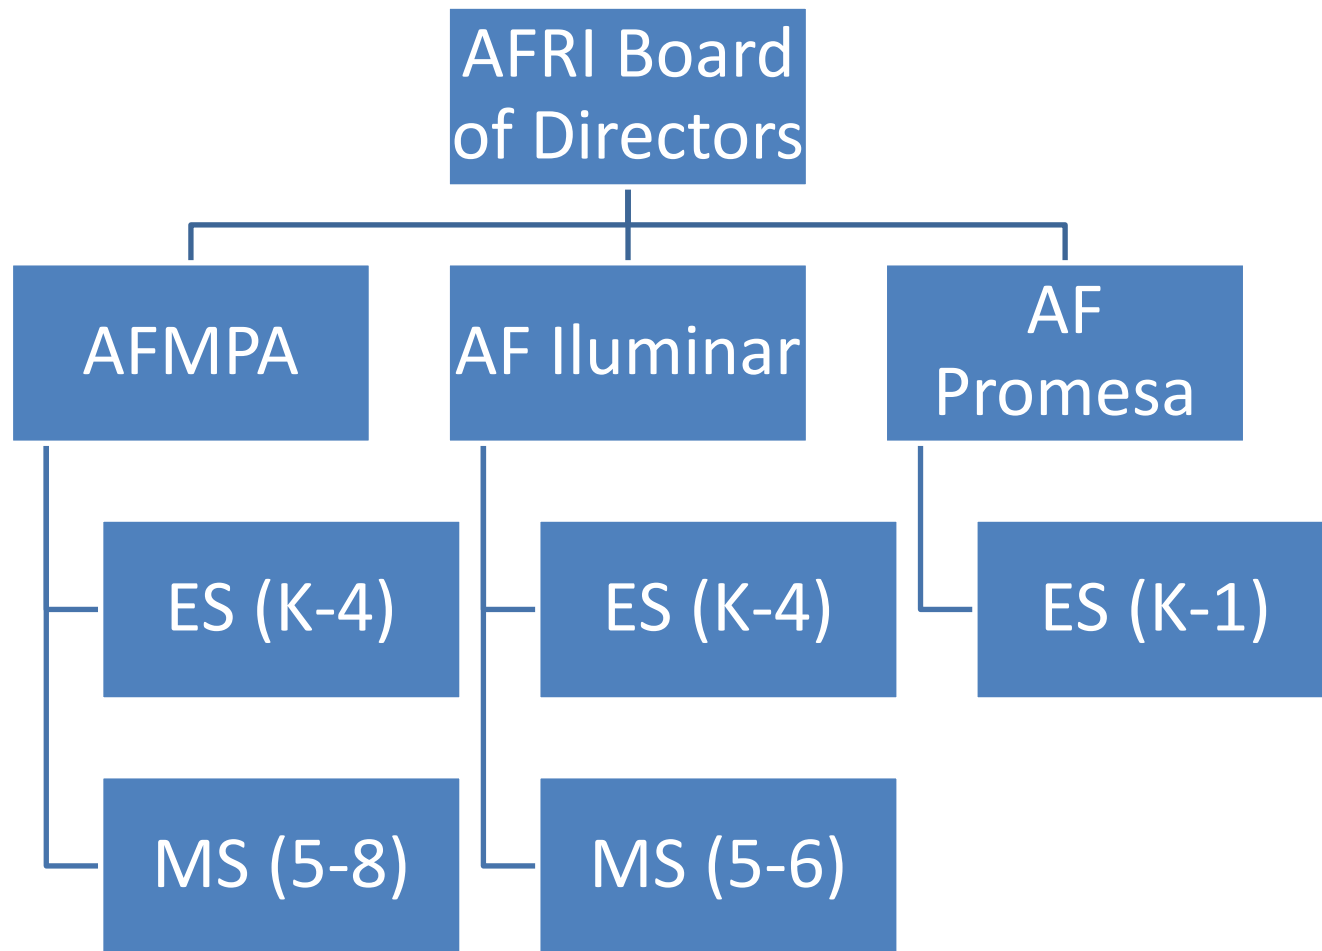 AFRI Board
of Directors
AFMPA
AF Iluminar
AF
Promesa
ES (K-4)
ES (K-4)
ES (K-1)
MS (5-8)
MS (5-6)